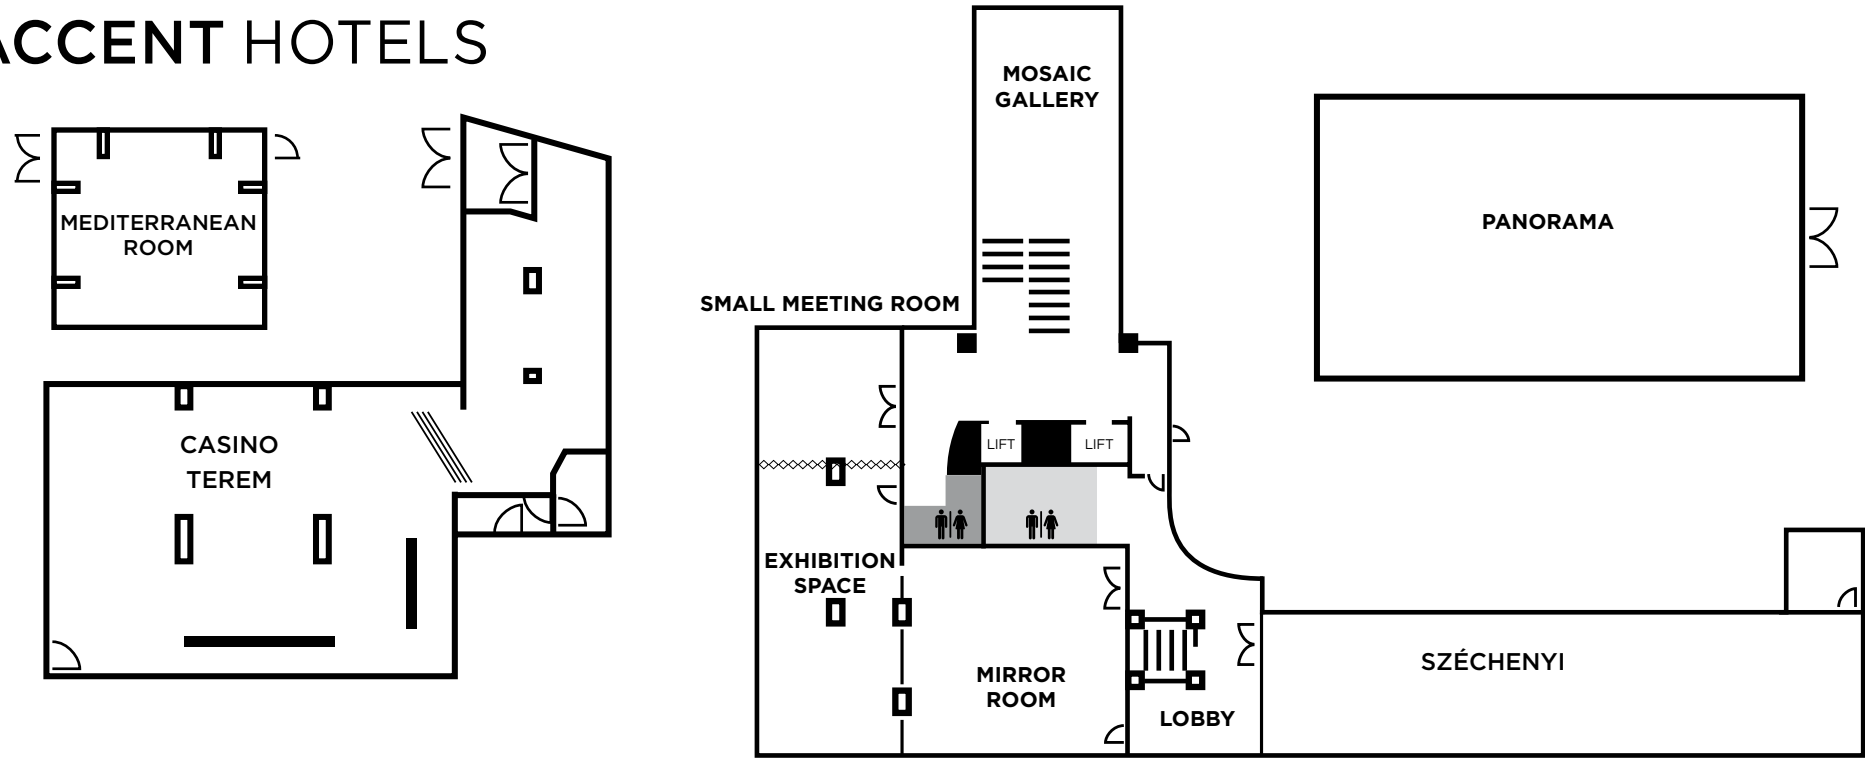 ACCENT HOTELS
MOSAIC
GALLERY
MEDITERRANEAN
ROOM
PANORAMA
SMALL MEETING ROOM
CASINO
TEREM
LIFT
LIFT
EXHIBITION
SPACE
MIRROR
ROOM
LOBBY
SZÉCHENYI